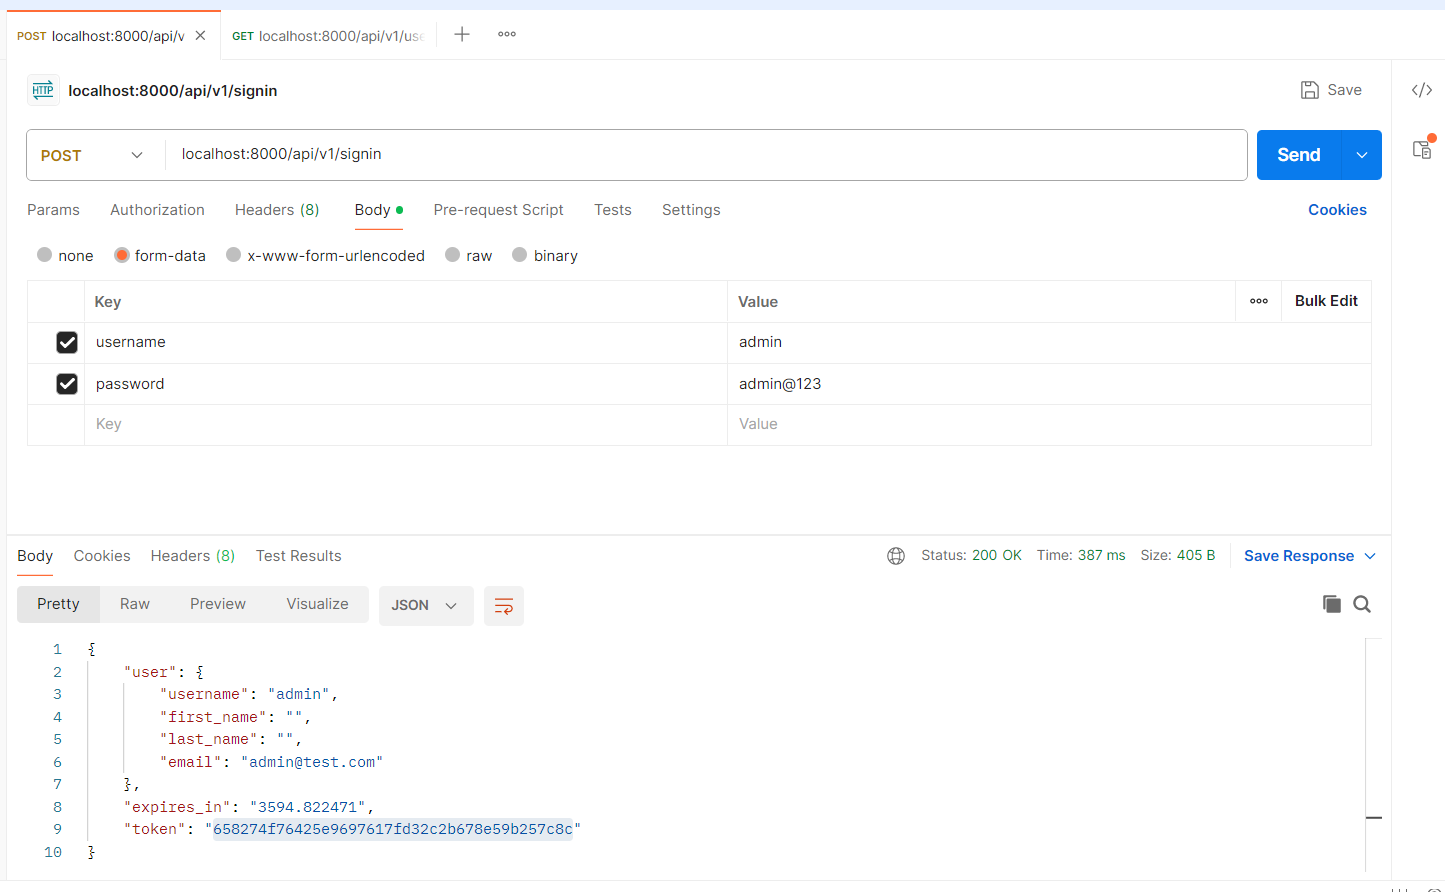 POST localhost:8000/api/v
GET localhost:8000/api/v1/use
HTTP localhost:8000/api/v1/signin
Save
POST localhost:8000/api/v1/signin
Send
Params Authorization Headers (8) Body Pre-request Script Tests Settings Cookies
none form-data x-www-form-urlencoded raw binary
Key Value Bulk Edit
username admin
password admin@123
Key Value
Body Cookies Headers (8) Test Results Status: 200 OK Time: 387 ms Size: 405 B Save Response
Pretty Raw Preview Visualize JSON
1 {
2 "user": {
3 "username": "admin",
4 "first_name": "",
5 "last_name": "",
6 "email": "admin@test.com"
7 },
8 "expires_in": "3594.822471",
9 "token": "658274f76425e9697617fd32c2b678e59b257c8c"
10 }